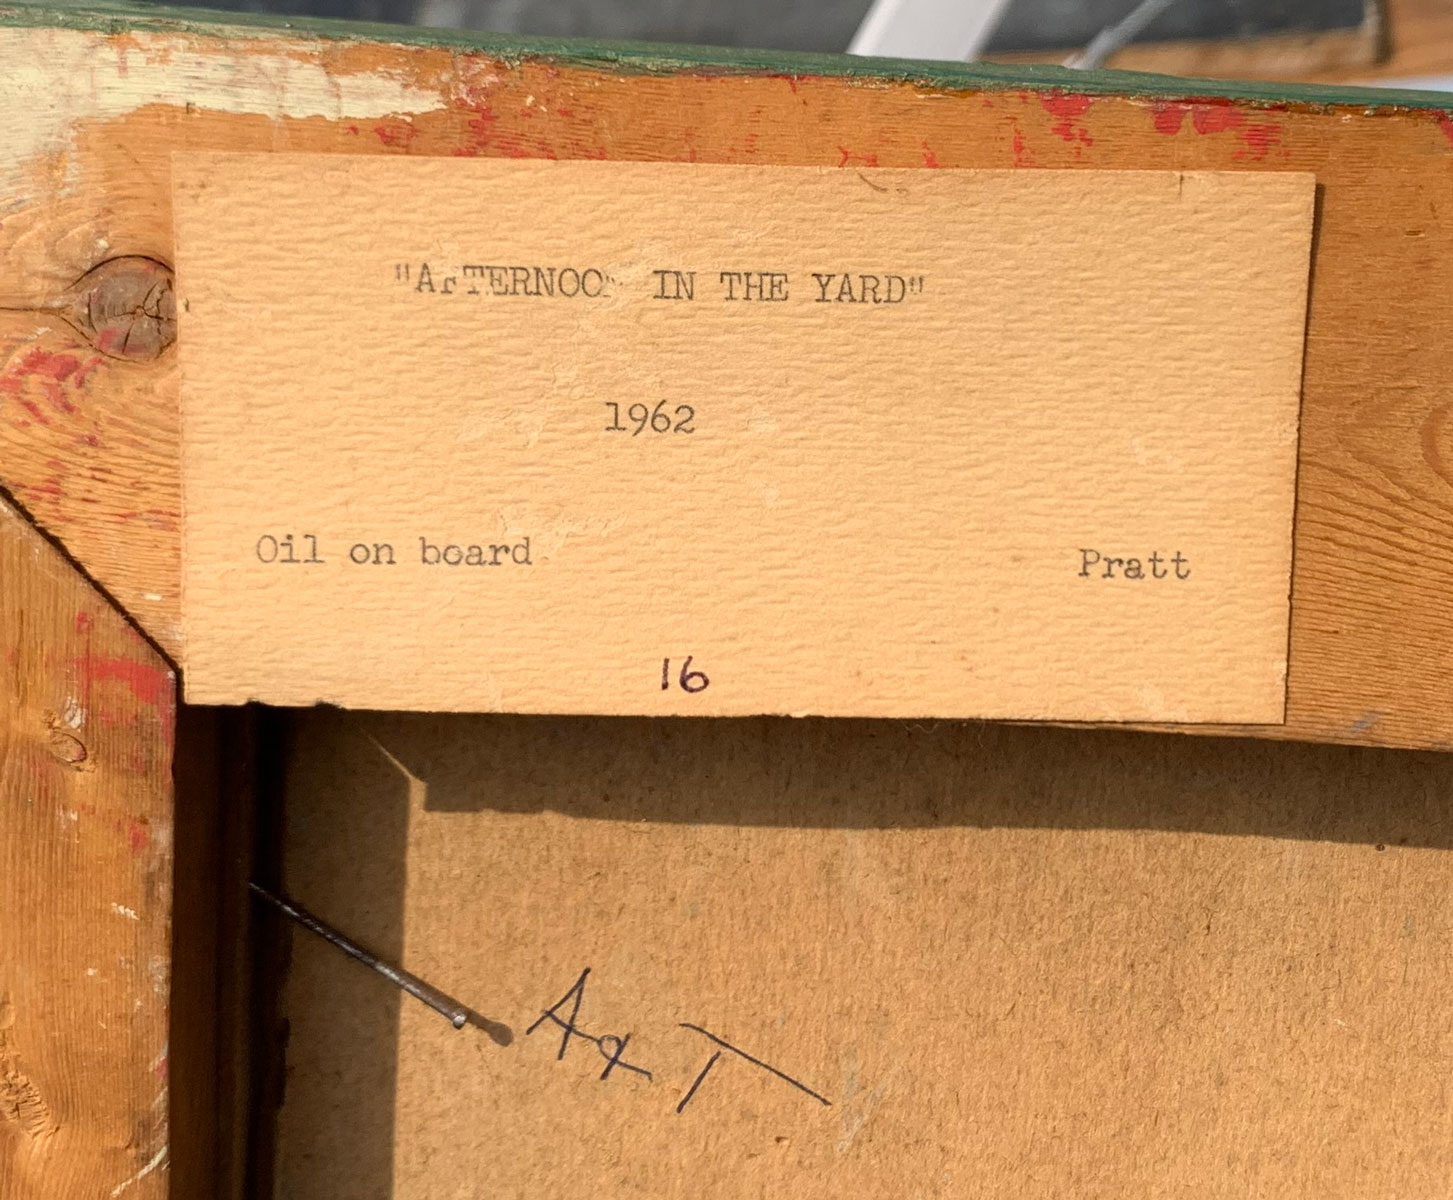 "AFTERNOON IN THE YARD"
1962
Oil on board
Pratt
16